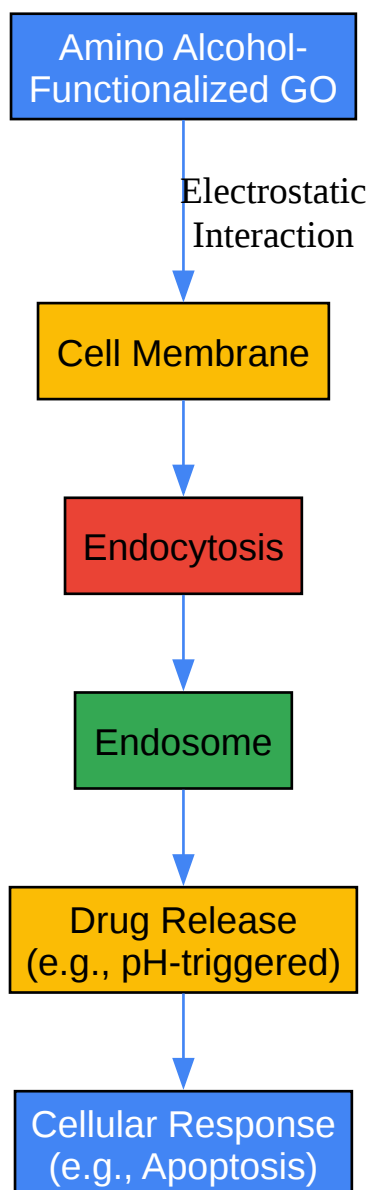 Amino Alcohol-
Functionalized GO
Electrostatic
Interaction
Cell Membrane
Endocytosis
Endosome
Drug Release
(e.g., pH-triggered)
Cellular Response
(e.g., Apoptosis)